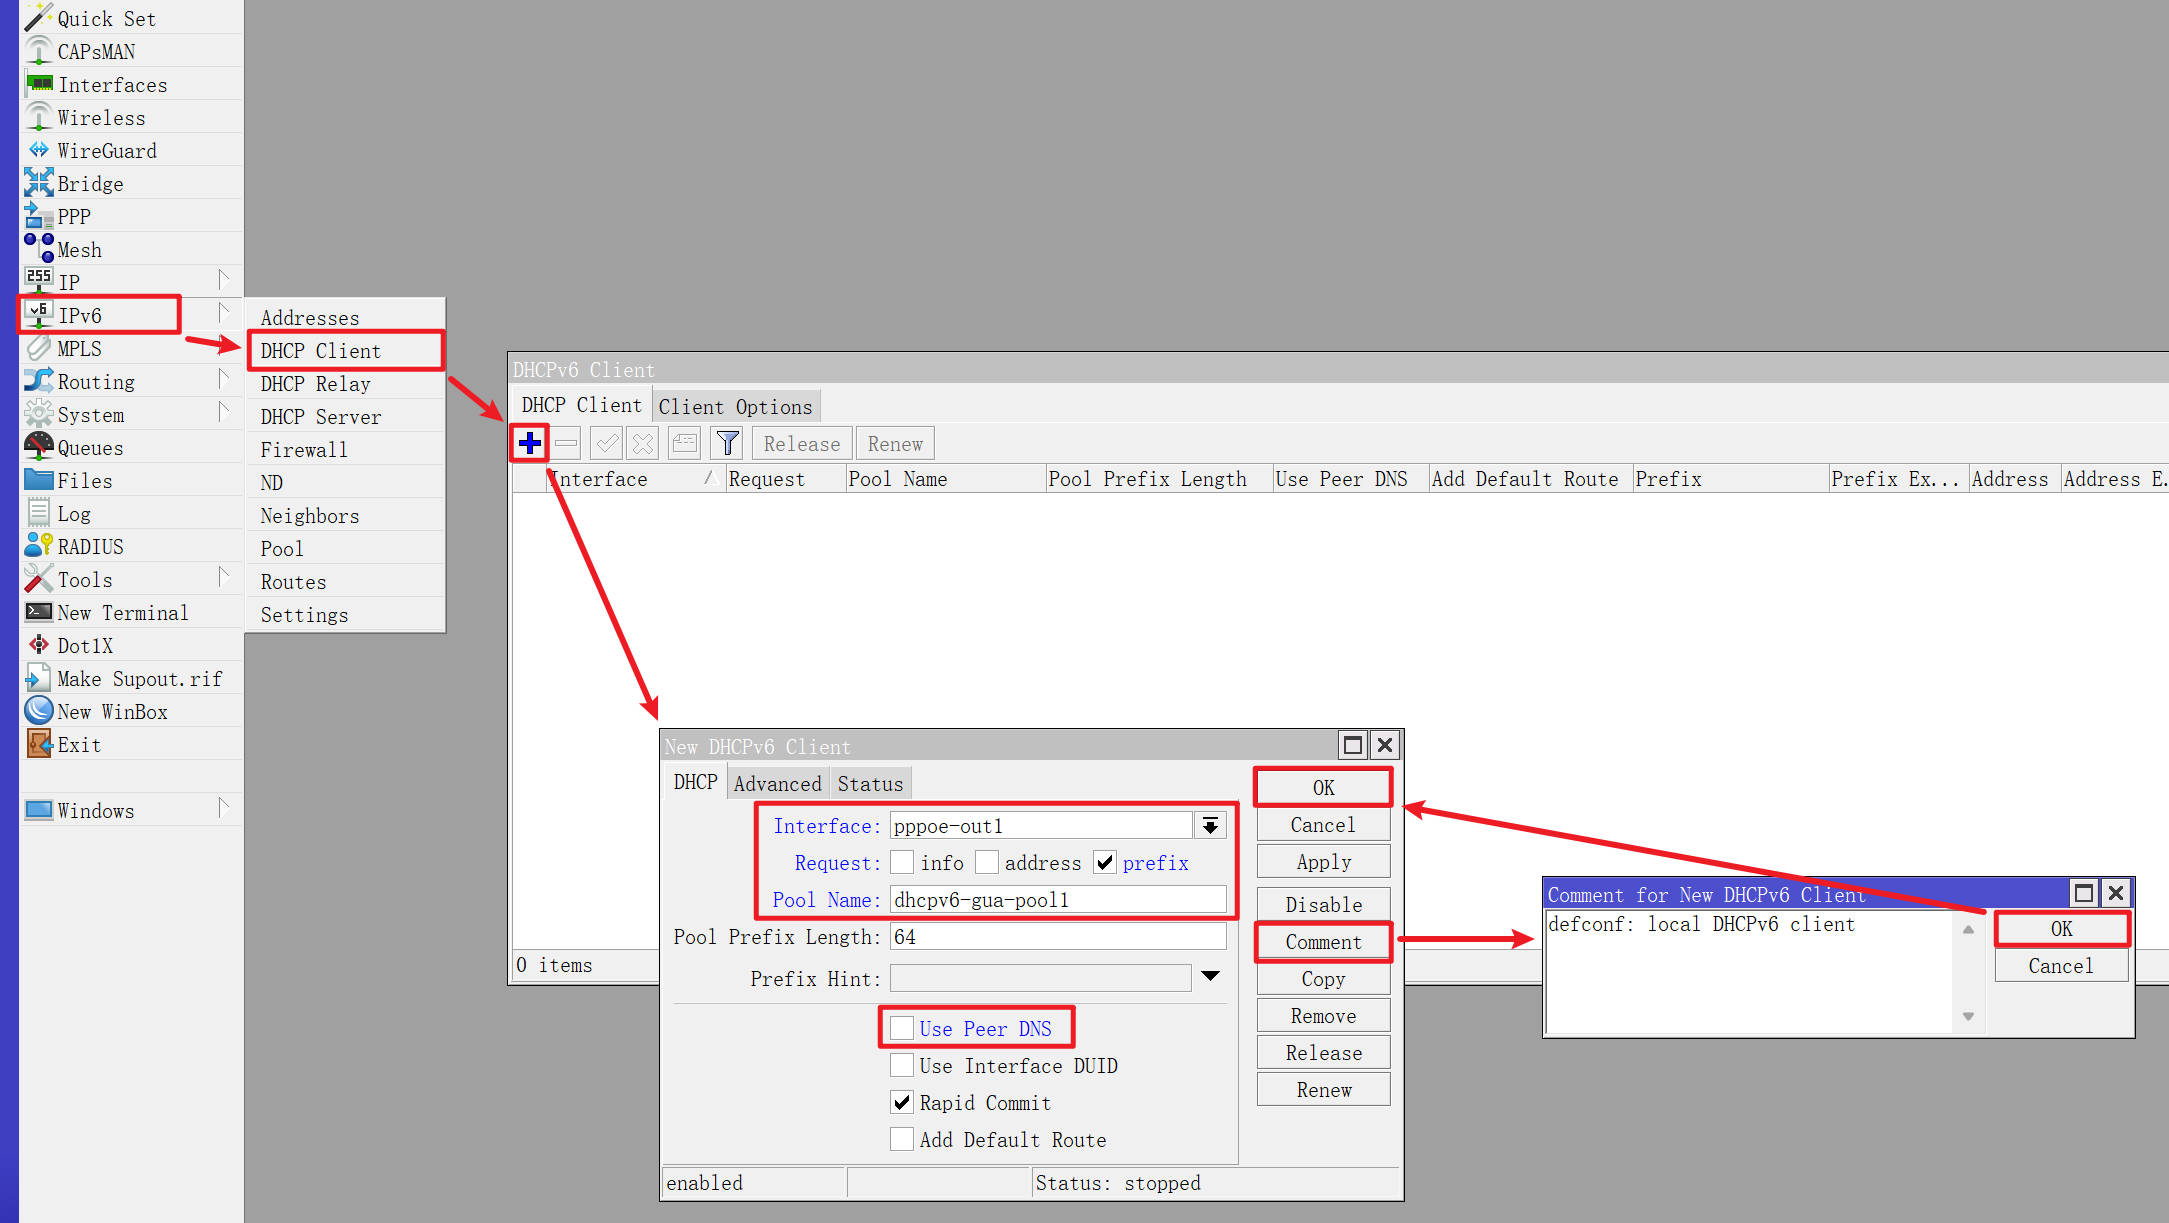 Quick Set
CAPsMAN
Interfaces
Wireless
WireGuard
Bridge
PPP
Mesh
255
IP
v6
IPv6
MPLS
Routing
System
Queues
Files
Log
RADIUS
Tools
New Terminal
Dot1X
Make Supout.rif
New WinBox
Exit
Windows
Addresses
DHCP Client
DHCP Relay
DHCP Server
Firewall
ND
Neighbors
Pool
Routes
Settings
DHCPv6 Client
DHCP Client Client Options
Release Renew
Interface Request Pool Name Pool Prefix Length Use Peer DNS Add Default Route Prefix Prefix Ex... Address Address E.
0 items
New DHCPv6 Client
DHCP Advanced Status
Interface: pppoe-out1
Request: info address prefix
Pool Name: dhcpv6-gua-pool1
Pool Prefix Length: 64
Prefix Hint:
Use Peer DNS
Use Interface DUID
Rapid Commit
Add Default Route
enabled Status: stopped
OK
Cancel
Apply
Disable
Comment
Copy
Remove
Release
Renew
Comment for New DHCPv6 Client
defconf: local DHCPv6 client
OK
Cancel